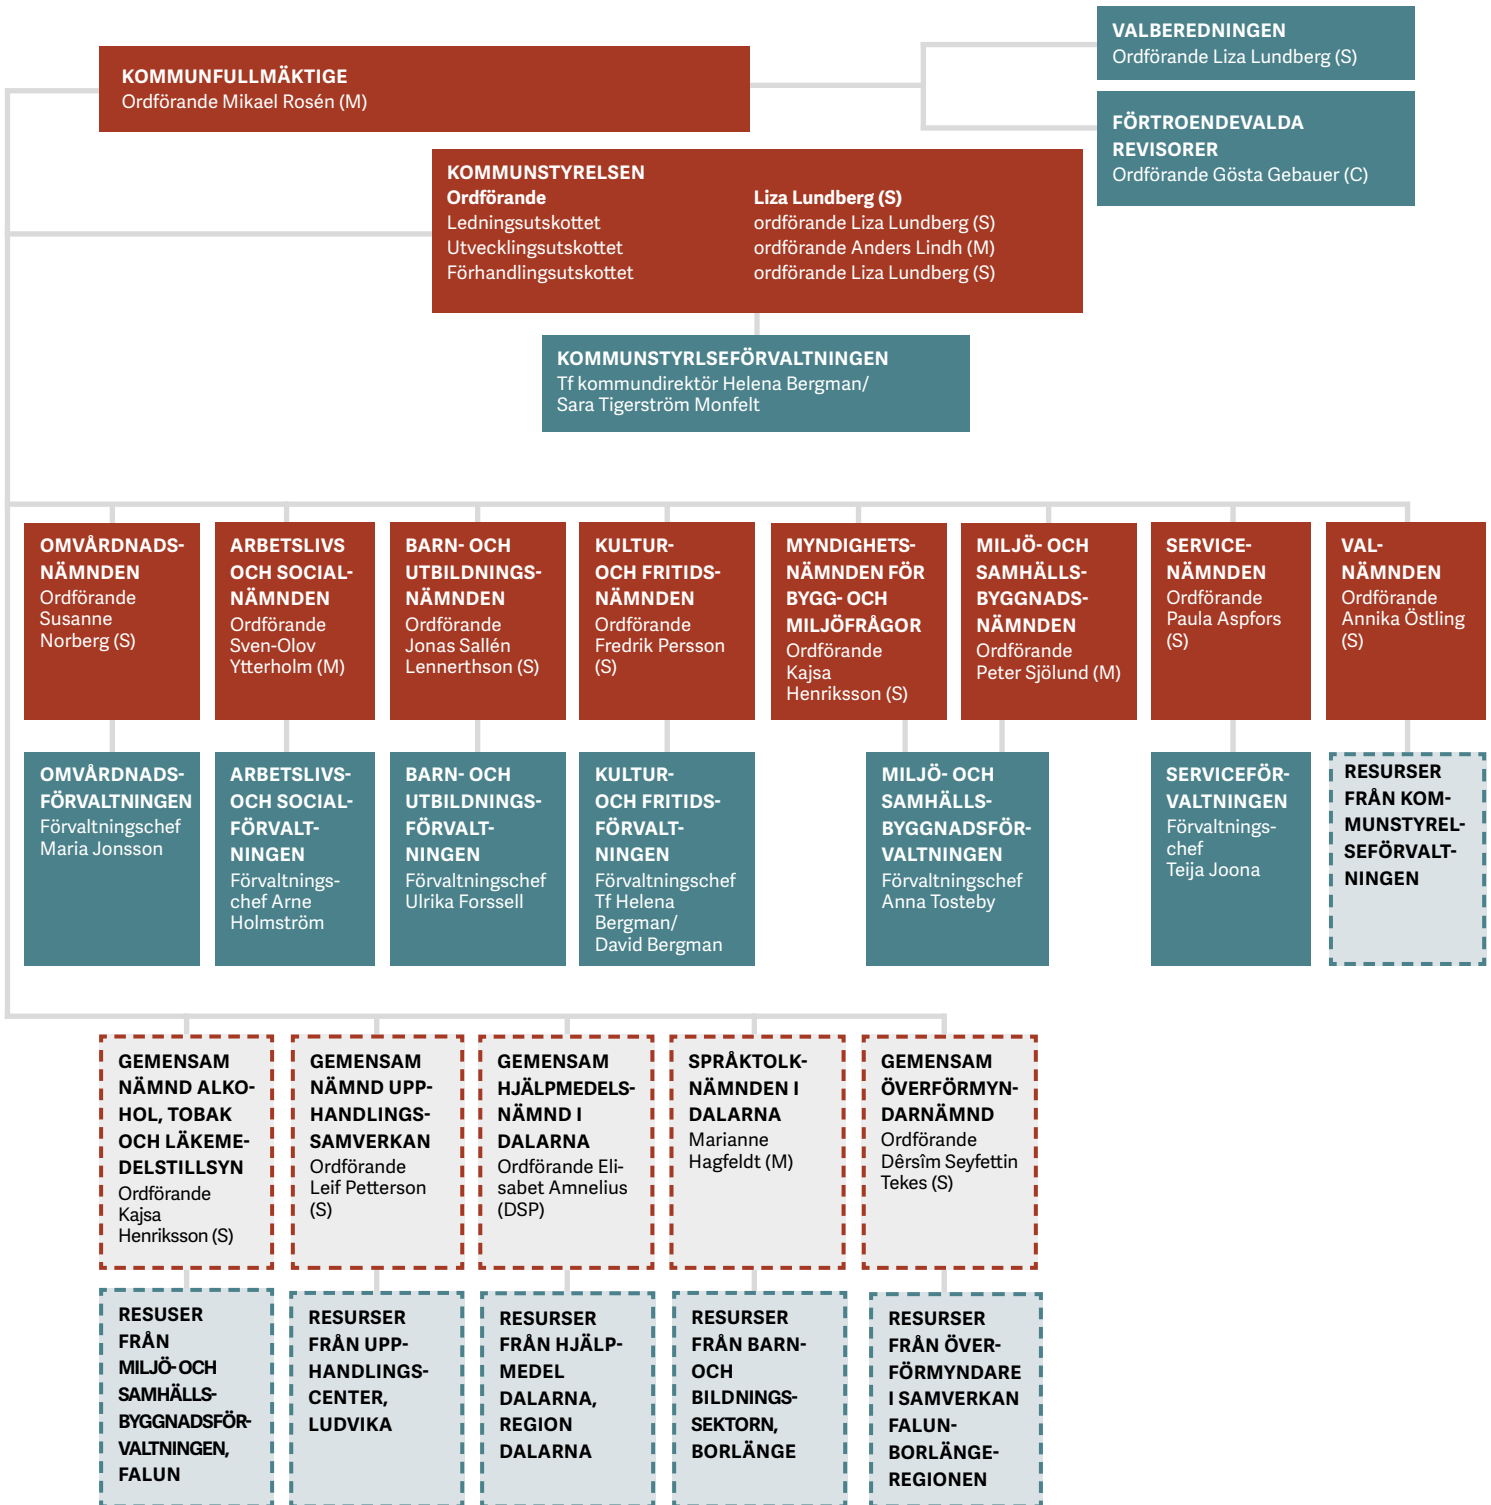 KOMMUNFULLMÄKTIGE
Ordförande Mikael Rosén (M)
VALBEREDNINGEN
Ordförande Liza Lundberg (S)
FÖRTROENDEVALDA
REVISORER
Ordförande Gösta Gebauer (C)
KOMMUNSTYRELSEN
Ordförande Liza Lundberg (S)
Ledningsutskottet ordförande Liza Lundberg (S)
Utvecklingsutskottet ordförande Anders Lindh (M)
Förhandlingsutskottet ordförande Liza Lundberg (S)
KOMMUNSTYRLSEFÖRVALTNINGEN
Tf kommundirektör Helena Bergman/
Sara Tigerström Monfelt
OMVÅRDNADS-
NÄMNDEN
Ordförande
Susanne
Norberg (S)
ARBETSLIVS
OCH SOCIAL-
NÄMNDEN
Ordförande
Sven-Olov
Ytterholm (M)
BARN- OCH
UTBILDNINGS-
NÄMNDEN
Ordförande
Jonas Sallén
Lennerthson (S)
KULTUR-
OCH FRITIDS-
NÄMNDEN
Ordförande
Fredrik Persson
(S)
MYNDIGHETS-
NÄMNDEN FÖR
BYGG- OCH
MILJÖFRÅGOR
Ordförande
Kajsa
Henriksson (S)
MILJÖ- OCH
SAMHÄLLS-
BYGGNADS-
NÄMNDEN
Ordförande
Peter Sjölund (M)
SERVICE-
NÄMNDEN
Ordförande
Paula Aspfors
(S)
VAL-
NÄMNDEN
Ordförande
Annika Östling
(S)
OMVÅRDNADS-
FÖRVALTNINGEN
Förvaltningschef
Maria Jonsson
ARBETSLIVS-
OCH SOCIAL-
FÖRVALT-
NINGEN
Förvaltnings-
chef Arne
Holmström
BARN- OCH
UTBILDNINGS-
FÖRVALT-
NINGEN
Förvaltningschef
Ulrika Forssell
KULTUR-
OCH FRITIDS-
FÖRVALT-
NINGEN
Förvaltningschef
Tf Helena
Bergman/
David Bergman
MILJÖ- OCH
SAMHÄLLS-
BYGGNADSFÖR-
VALTNINGEN
Förvaltningschef
Anna Tosteby
SERVICEFÖR-
VALTNINGEN
Förvaltnings-
chef
Teija Joona
RESURSER
FRÅN KOM-
MUNSTYREL-
SEFÖRVALT-
NINGEN
GEMENSAM
NÄMND ALKO-
HOL, TOBAK
OCH LÄKEME-
DELSTILLSYN
Ordförande
Kajsa
Henriksson (S)
GEMENSAM
NÄMND UPP-
HANDLINGS-
SAMVERKAN
Ordförande
Leif Petterson
(S)
GEMENSAM
HJÄLPMEDELS-
NÄMND I
DALARNA
Ordförande Eli-
sabet Amnelius
(DSP)
SPRÅKTOLK-
NÄMNDEN I
DALARNA
Marianne
Hagfeldt (M)
GEMENSAM
ÖVERFÖRMYN-
DARNÄMND
Ordförande
Dêrsîm Seyfettin
Tekes (S)
RESUSER
FRÅN
MILJÖ- OCH
SAMHÄLLS-
BYGGNADSFÖR-
VALTNINGEN,
FALUN
RESURSER
FRÅN UPP-
HANDLINGS-
CENTER,
LUDVIKA
RESURSER
FRÅN HJÄLP-
MEDEL
DALARNA,
REGION
DALARNA
RESURSER
FRÅN BARN-
OCH
BILDNINGS-
SEKTORN,
BORLÄNGE
RESURSER
FRÅN ÖVER-
FÖRMYNDARE
I SAMVERKAN
FALUN-
BORLÄNGE-
REGIONEN